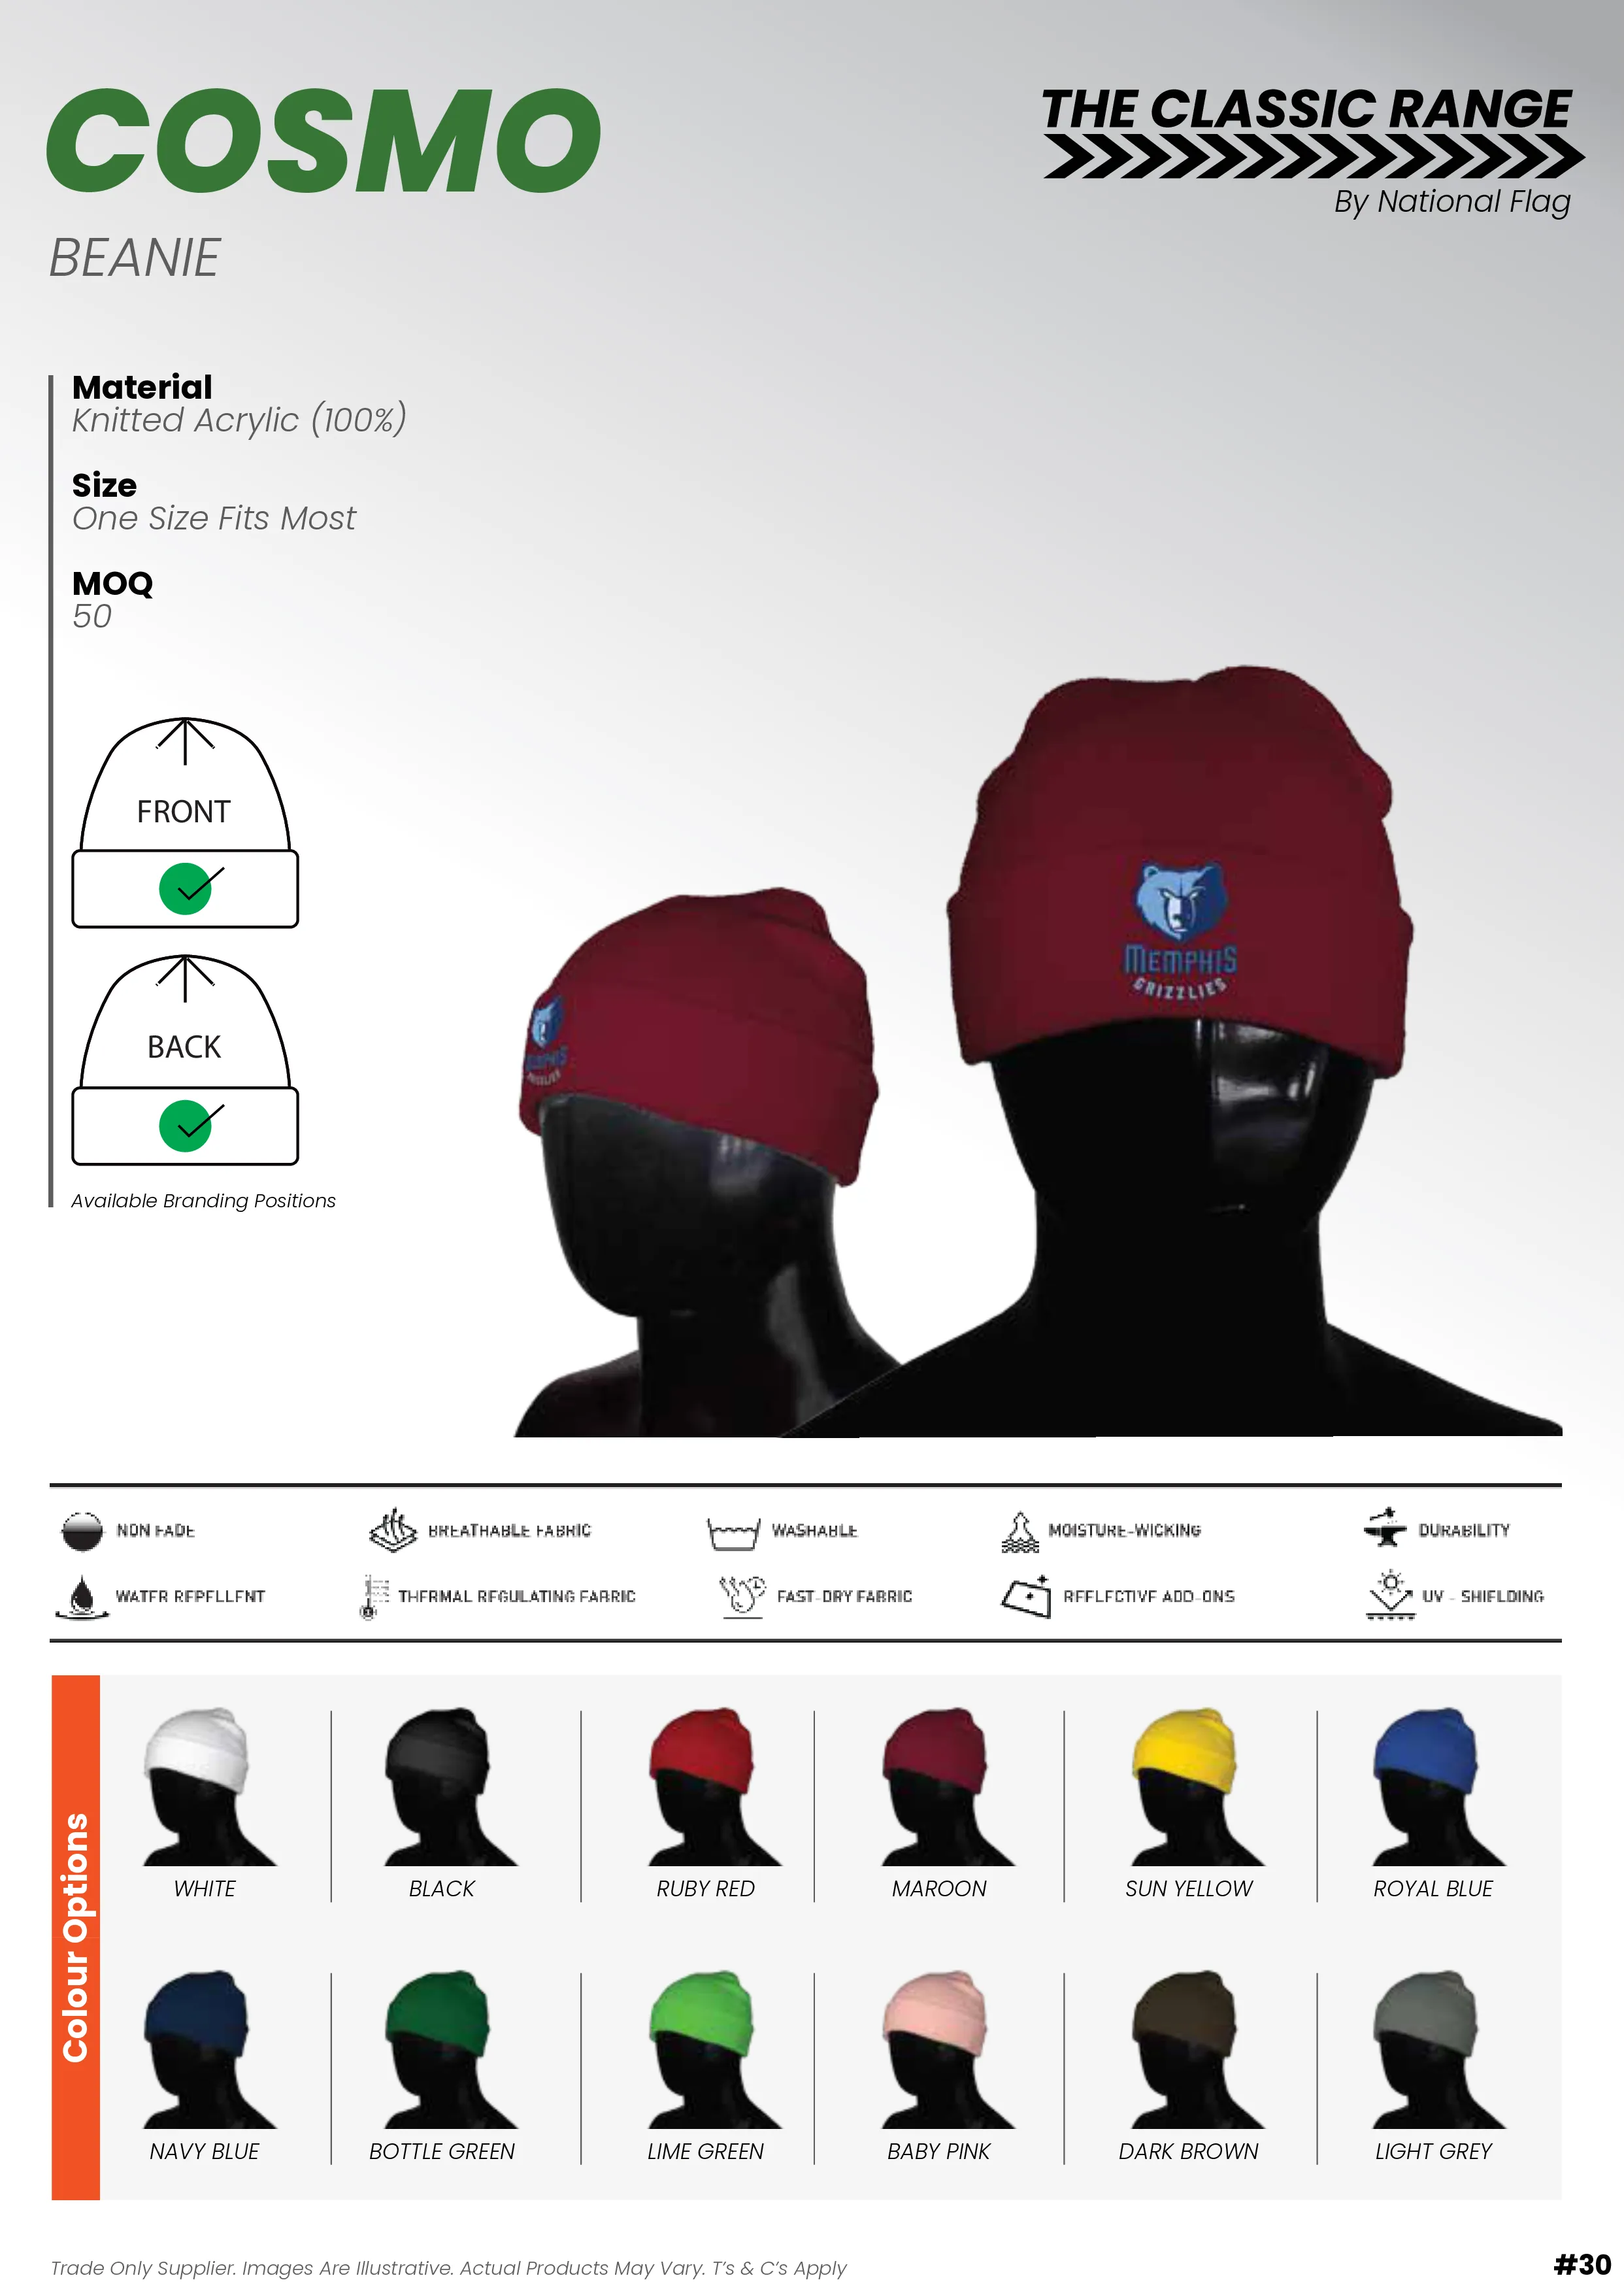 COSMO
BEANIE
THE CLASSIC RANGE
By National Flag
Material
Knitted Acrylic (100%)
Size
One Size Fits Most
MOQ
50
FRONT
BACK
Available Branding Positions
MEMPHIS
GRIZZLIES
MEMPHIS
GRIZZLIES
NON FADE
BREATHABLE FABRIC
WASHABLE
MOISTURE-WICKING
DURABILITY
WATER REPELLENT
THERMAL REGULATING FABRIC
FAST-DRY FABRIC
REFLECTIVE ADD-ONS
UV - SHIELDING
Colour Options
WHITE
BLACK
RUBY RED
MAROON
SUN YELLOW
ROYAL BLUE
NAVY BLUE
BOTTLE GREEN
LIME GREEN
BABY PINK
DARK BROWN
LIGHT GREY
Trade Only Supplier. Images Are Illustrative. Actual Products May Vary. T's & C's Apply
#30